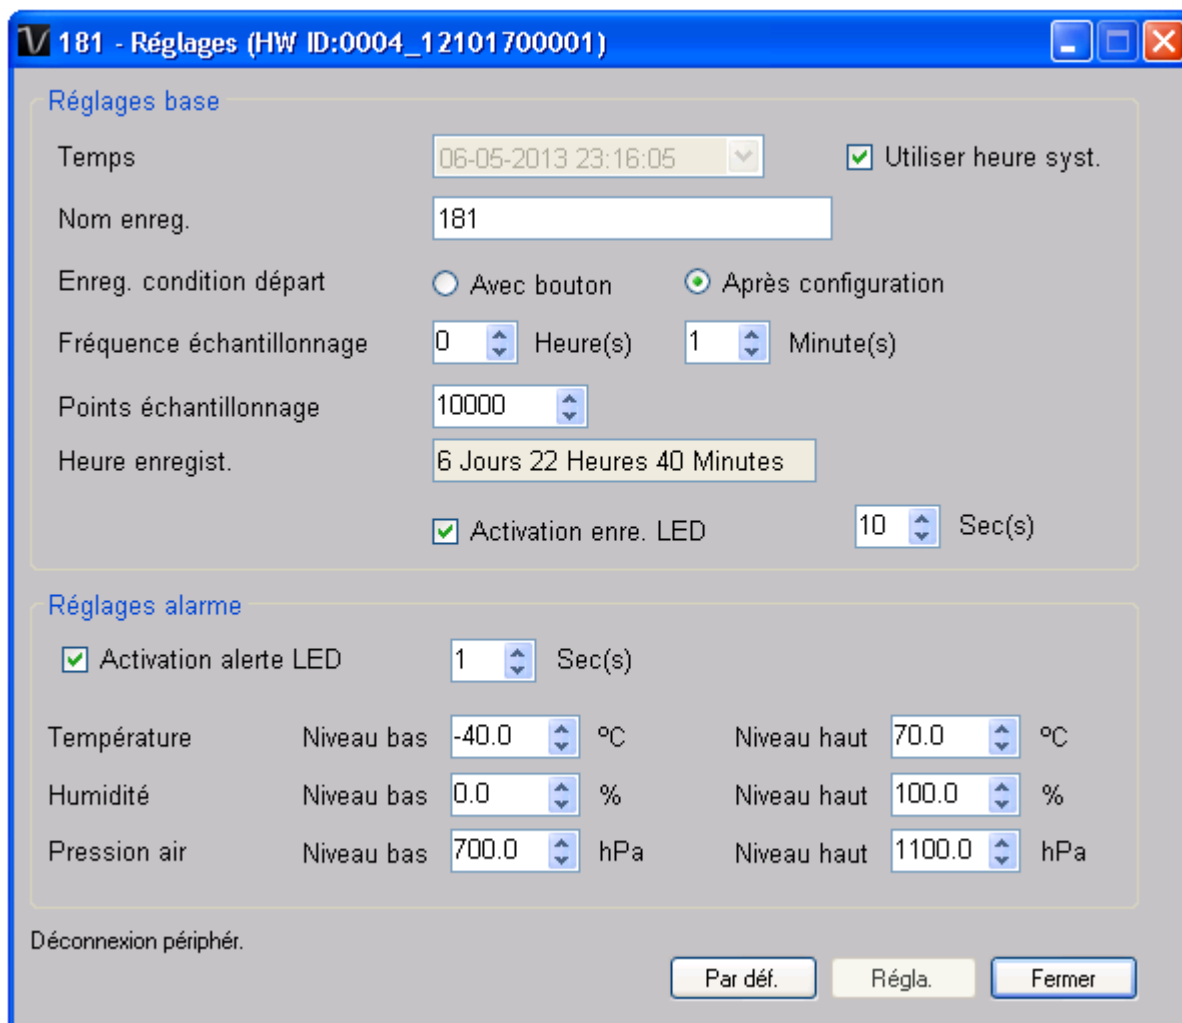 181 - Réglages (HW ID:0004_12101700001)
Réglages base
Temps 06-05-2013 23:16:05 Utiliser heure syst.
Nom enreg. 181
Enreg. condition départ Avec bouton Après configuration
Fréquence échantillonnage 0 Heure(s) 1 Minute(s)
Points échantillonnage 10000
Heure enregist. 6 Jours 22 Heures 40 Minutes
Activation enre. LED 10 Sec(s)
Réglages alarme
Activation alerte LED 1 Sec(s)
Température Niveau bas -40.0 ºC Niveau haut 70.0 ºC
Humidité Niveau bas 0.0 % Niveau haut 100.0 %
Pression air Niveau bas 700.0 hPa Niveau haut 1100.0 hPa
Déconnexion périphér.
Par déf. Régla. Fermer